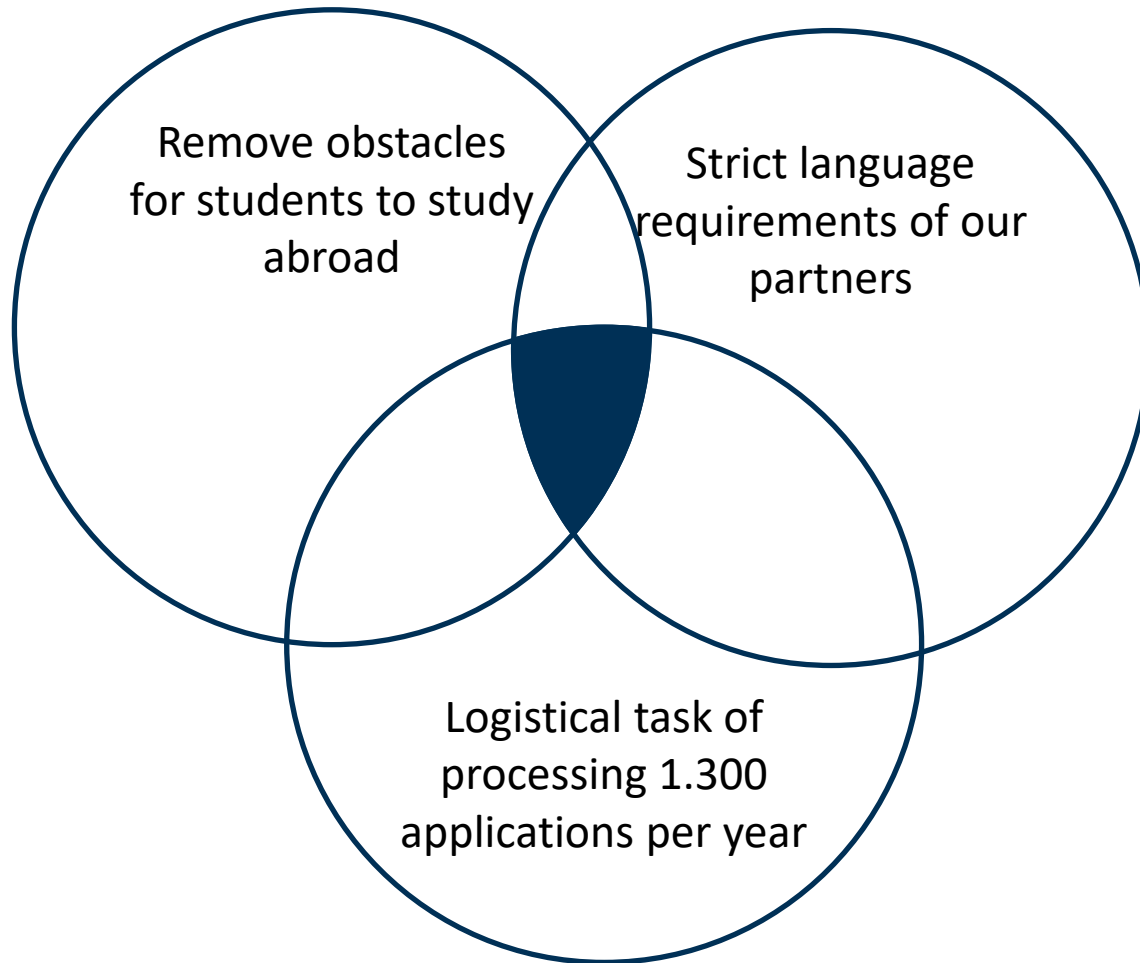 Remove obstacles
for students to study
abroad
Strict language
requirements of our
partners
Logistical task of
processing 1.300
applications per year